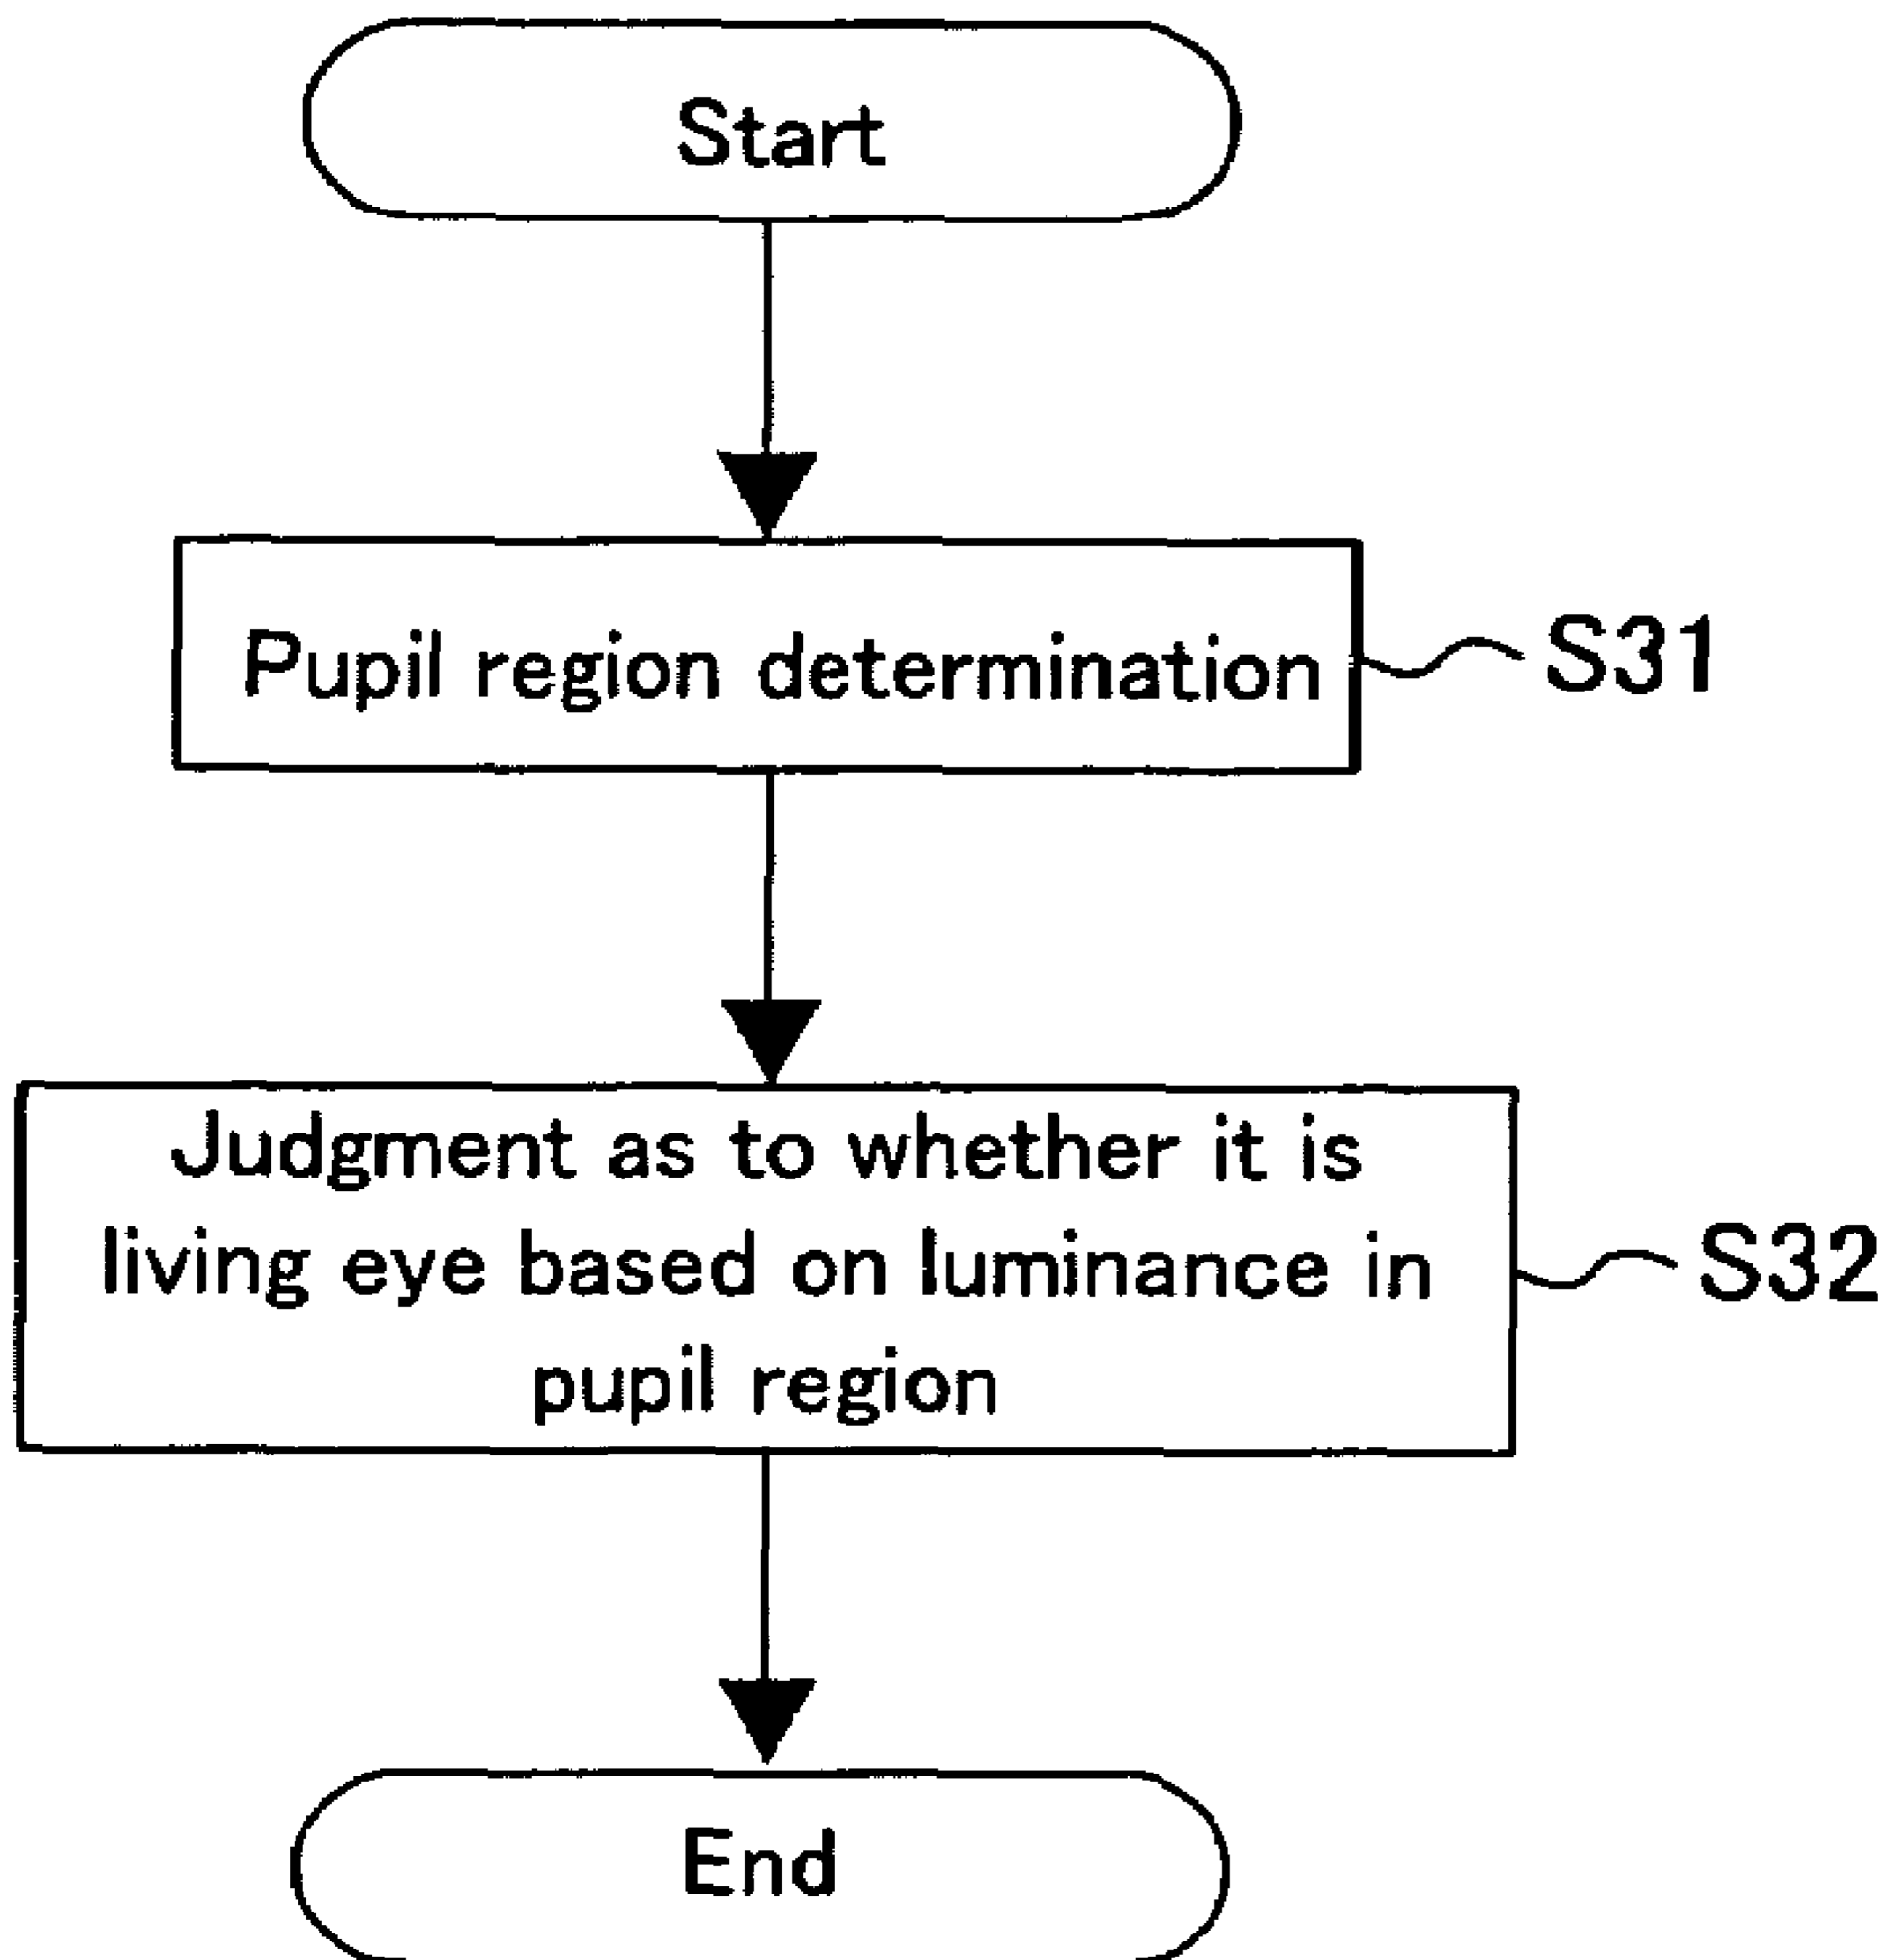 Start
Pupil region determination
S31
Judgment as to whether it is
living eye based on luminance in
pupil region
S32
End